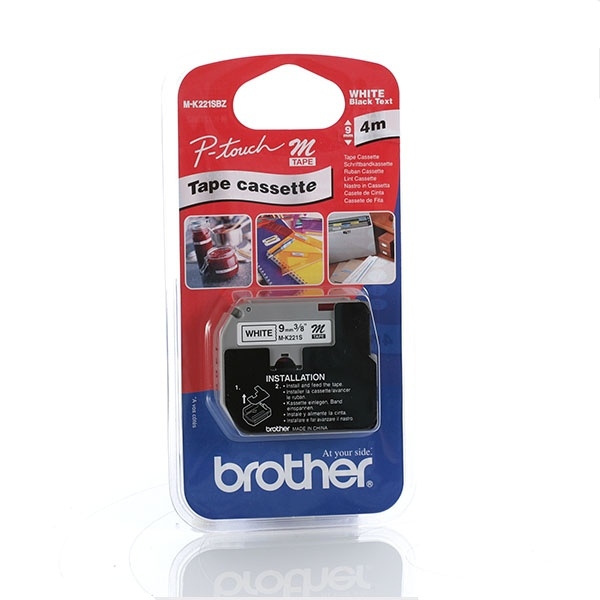 M-K221SBZ
WHITE
Black Text
9 mm
4m
P-touch
m
TAPE
Tape cassette
Tape Cassette
Schriftbandkassette
Ruban Cassette
Lint Cassette
Nastro in Cassetta
Casete de Cinta
Cassete de Fita
WHITE
9mm 3/8"
M-K221S
m
TAPE
INSTALLATION
1.
2.
• Install and feed the tape.
• Installer la cassette/avancer
le ruban.
• Kassette einlegen, Band
einspannen.
• Instale y alimente la cinta
• Installare e far avanzare il nastro.
brother MADE IN CHINA
"A vos côtés
At your side.
brother®